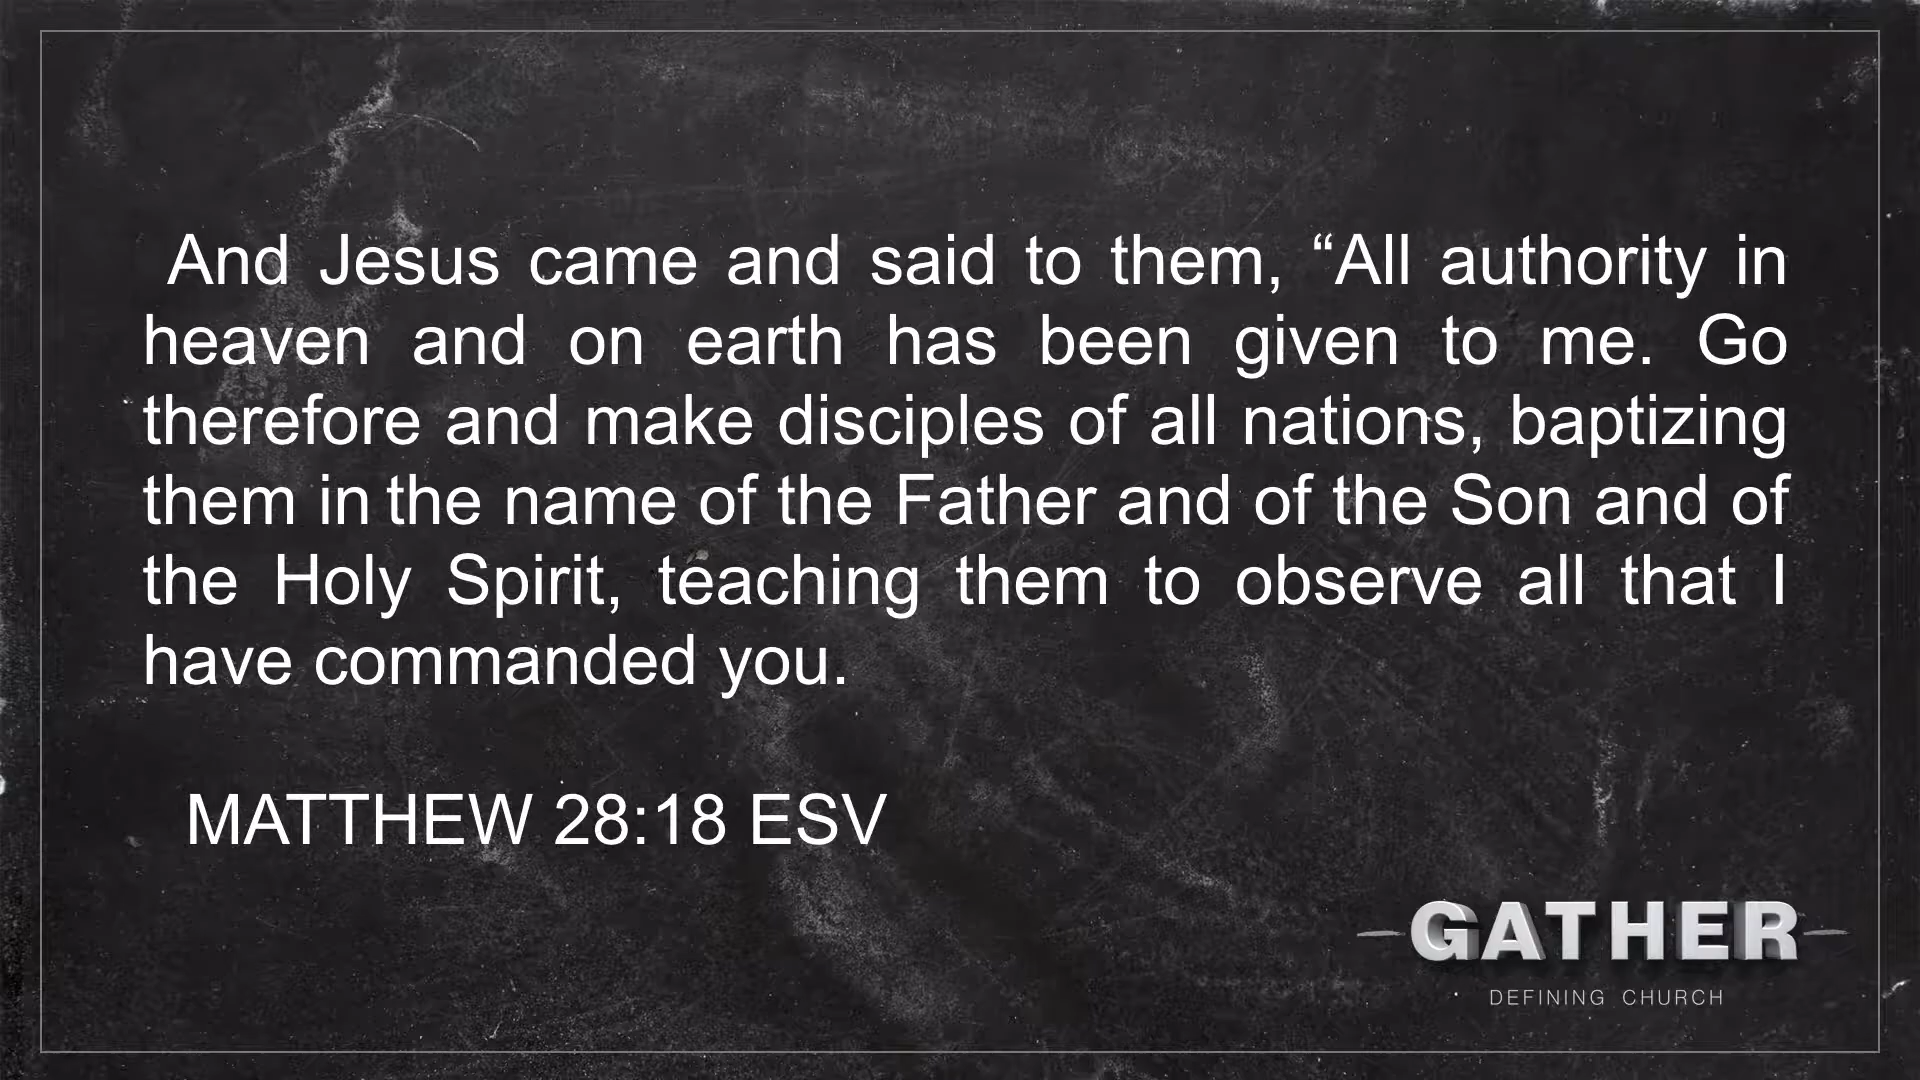 And Jesus came and said to them, “All authority in
heaven and on earth has been given to me. Go
therefore and make disciples of all nations, baptizing
them in the name of the Father and of the Son and of
the Holy Spirit, teaching them to observe all that I
have commanded you.
MATTHEW 28:18 ESV
GATHER
DEFINING CHURCH